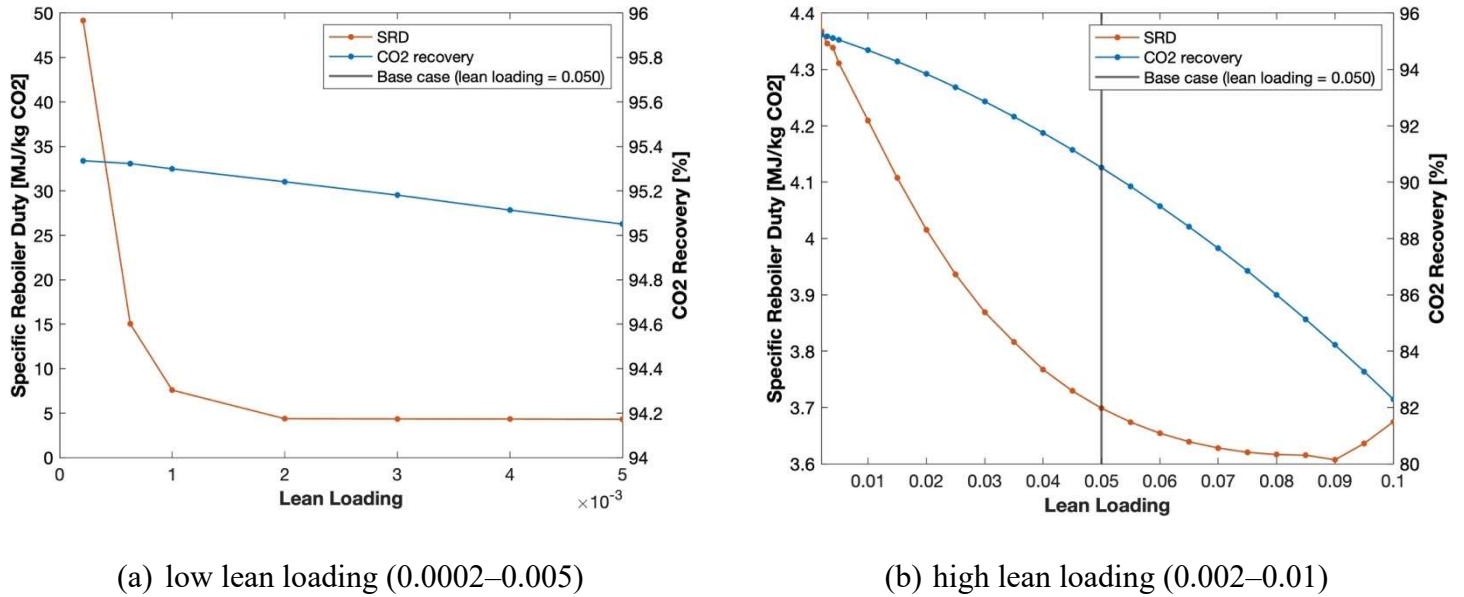 50
45
40
35
30
25
20
15
10
5
0
Specific Reboiler Duty [MJ/kg CO2]
SRD
CO2 recovery
Base case (lean loading = 0.050)
96
95.8
95.6
95.4
95.2
95
94.8
94.6
94.4
94.2
94
CO2 Recovery [%]
0 1 2 3 4 5
Lean Loading
×10-3
(a) low lean loading (0.0002–0.005)
4.4
4.3
4.2
4.1
4
3.9
3.8
3.7
3.6
Specific Reboiler Duty [MJ/kg CO2]
SRD
CO2 recovery
Base case (lean loading = 0.050)
96
94
92
90
88
86
84
82
80
CO2 Recovery [%]
0.01 0.02 0.03 0.04 0.05 0.06 0.07 0.08 0.09 0.1
Lean Loading
(b) high lean loading (0.002–0.01)